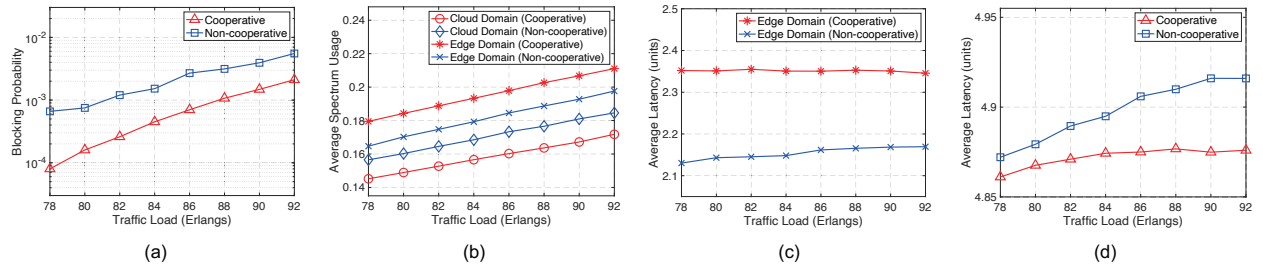 Cooperative
Non-cooperative
10⁻²
10⁻³
10⁻⁴
Blocking Probability
78 80 82 84 86 88 90 92
Traffic Load (Erlangs)
(a)
Cloud Domain (Cooperative)
Cloud Domain (Non-cooperative)
Edge Domain (Cooperative)
Edge Domain (Non-cooperative)
0.24
0.22
0.2
0.18
0.16
0.14
Average Spectrum Usage
78 80 82 84 86 88 90 92
Traffic Load (Erlangs)
(b)
Edge Domain (Cooperative)
Edge Domain (Non-cooperative)
2.5
2.4
2.3
2.2
2.1
Average Latency (units)
78 80 82 84 86 88 90 92
Traffic Load (Erlangs)
(c)
Cooperative
Non-cooperative
4.95
4.9
4.85
Average Latency (units)
78 80 82 84 86 88 90 92
Traffic Load (Erlangs)
(d)